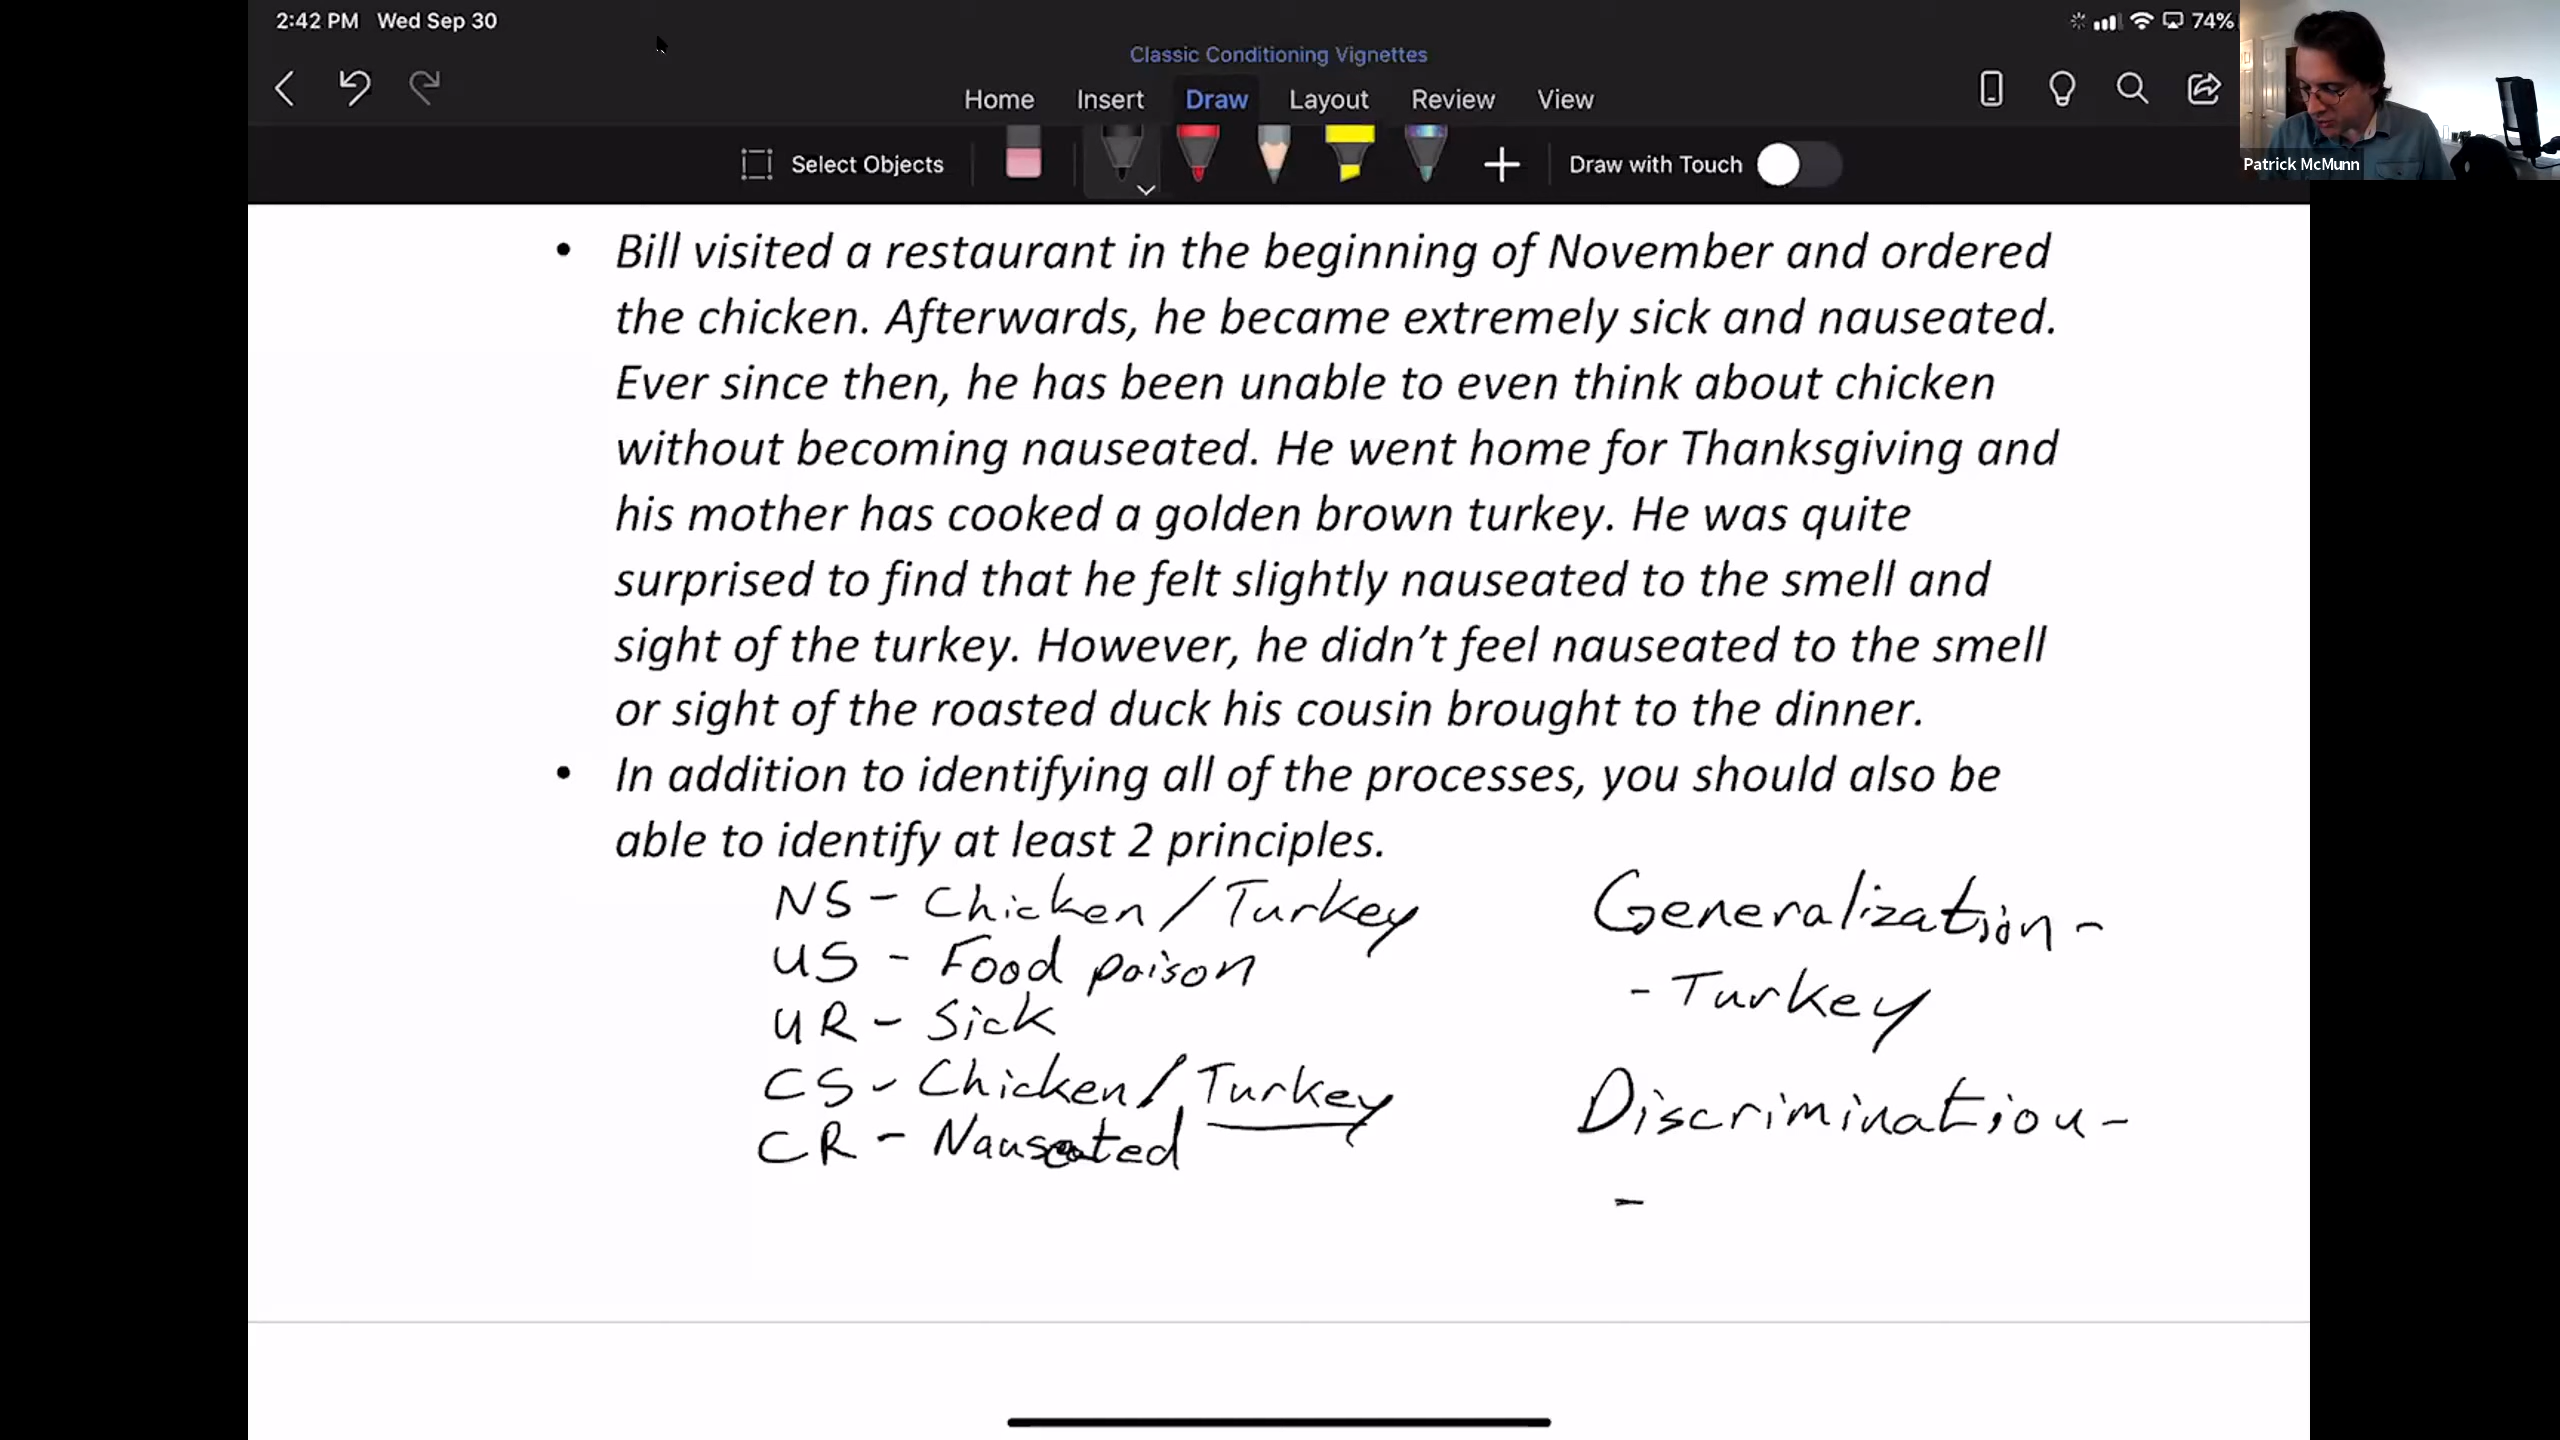 2:42 PM Wed Sep 30
74%
Classic Conditioning Vignettes
Home Insert Draw Layout Review View
Select Objects
Draw with Touch
Patrick McMunn
• Bill visited a restaurant in the beginning of November and ordered
the chicken. Afterwards, he became extremely sick and nauseated.
Ever since then, he has been unable to even think about chicken
without becoming nauseated. He went home for Thanksgiving and
his mother has cooked a golden brown turkey. He was quite
surprised to find that he felt slightly nauseated to the smell and
sight of the turkey. However, he didn’t feel nauseated to the smell
or sight of the roasted duck his cousin brought to the dinner.
• In addition to identifying all of the processes, you should also be
able to identify at least 2 principles.
NS - Chicken / Turkey
US - Food poison
UR - Sick
CS - Chicken / Turkey
CR - Nauseated
Generalization -
- Turkey
Discrimination -
-